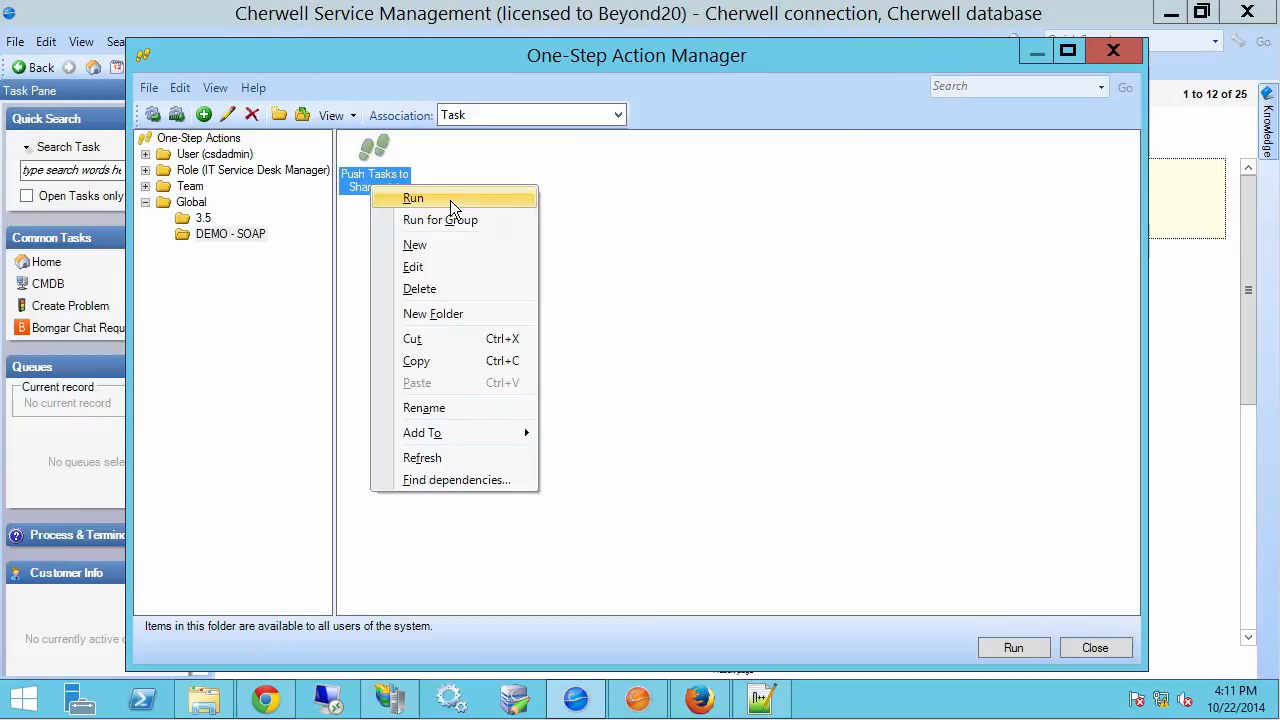 Cherwell Service Management (licensed to Beyond20) - Cherwell connection, Cherwell database
File Edit View Sea
Back
Go
Task Pane
Quick Search
Search Task
type search words he
Open Tasks only
Common Tasks
Home
CMDB
Create Problem
Bomgar Chat Requ
Queues
Current record
No current record
No queues sele
Process & Termino
Customer Info
No currently active c
One-Step Action Manager
File Edit View Help
Search
Go
View
Association:
Task
One-Step Actions
User (csdadmin)
Role (IT Service Desk Manager)
Team
Global
3.5
DEMO - SOAP
Push Tasks to
Run
Run for Group
New
Edit
Delete
New Folder
Cut Ctrl+X
Copy Ctrl+C
Paste Ctrl+V
Rename
Add To
Refresh
Find dependencies...
Items in this folder are available to all users of the system.
Run
Close
1 to 12 of 25
Knowledge
4:11 PM
10/22/2014